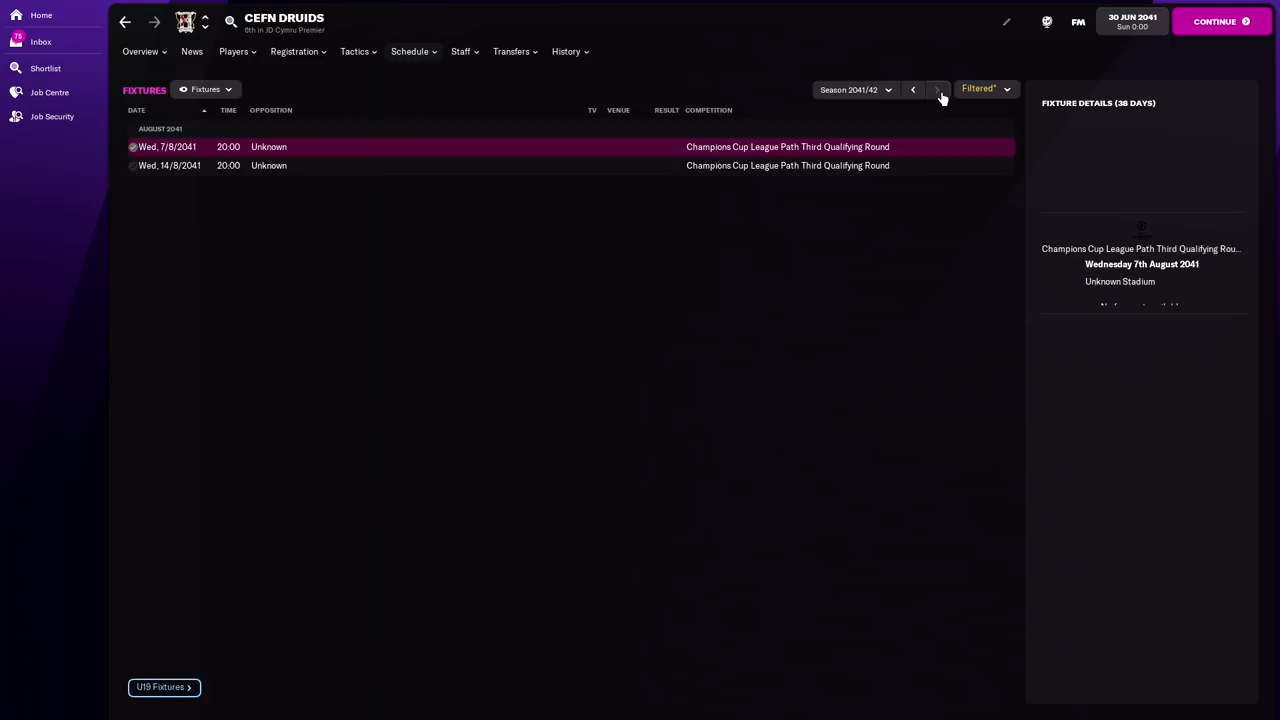 Home
75
Inbox
Shortlist
Job Centre
Job Security
CEFN DRUIDS
6th in JD Cymru Premier
FM
30 JUN 2041
Sun 0:00
CONTINUE
Overview
News
Players
Registration
Tactics
Schedule
Staff
Transfers
History
FIXTURES
Fixtures
Season 2041/42
Filtered*
DATE TIME OPPOSITION TV VENUE RESULT COMPETITION
AUGUST 2041
Wed, 7/8/2041 20:00 Unknown Champions Cup League Path Third Qualifying Round
Wed, 14/8/2041 20:00 Unknown Champions Cup League Path Third Qualifying Round
FIXTURE DETAILS (38 DAYS)
Champions Cup League Path Third Qualifying Rou...
Wednesday 7th August 2041
Unknown Stadium
U19 Fixtures